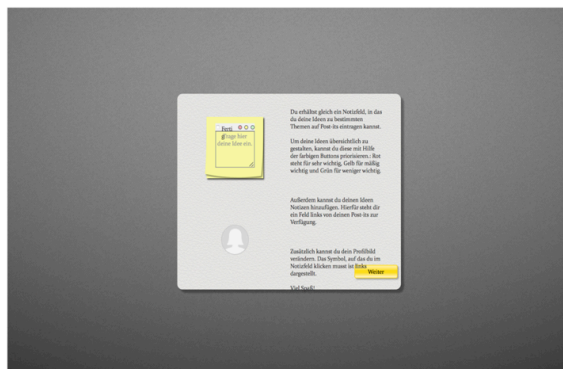 Fertig
Trage hier
deine Idee ein.
Du erhältst gleich ein Notizfeld, in das
du deine Ideen zu bestimmten
Themen auf Post-its eintragen kannst.
Um deine Ideen übersichtlich zu
gestalten, kannst du diese mit Hilfe
der farbigen Buttons priorisieren.: Rot
steht für sehr wichtig, Gelb für mäßig
wichtig und Grün für weniger wichtig.
Außerdem kannst du deinen Ideen
Notizen hinzufügen. Hierfür steht dir
ein Feld links von deinen Post-its zur
Verfügung.
Zusätzlich kannst du dein Profilbild
verändern. Das Symbol, auf das du im
Notizfeld klicken musst ist links
dargestellt.
Weiter
Viel Spaß!